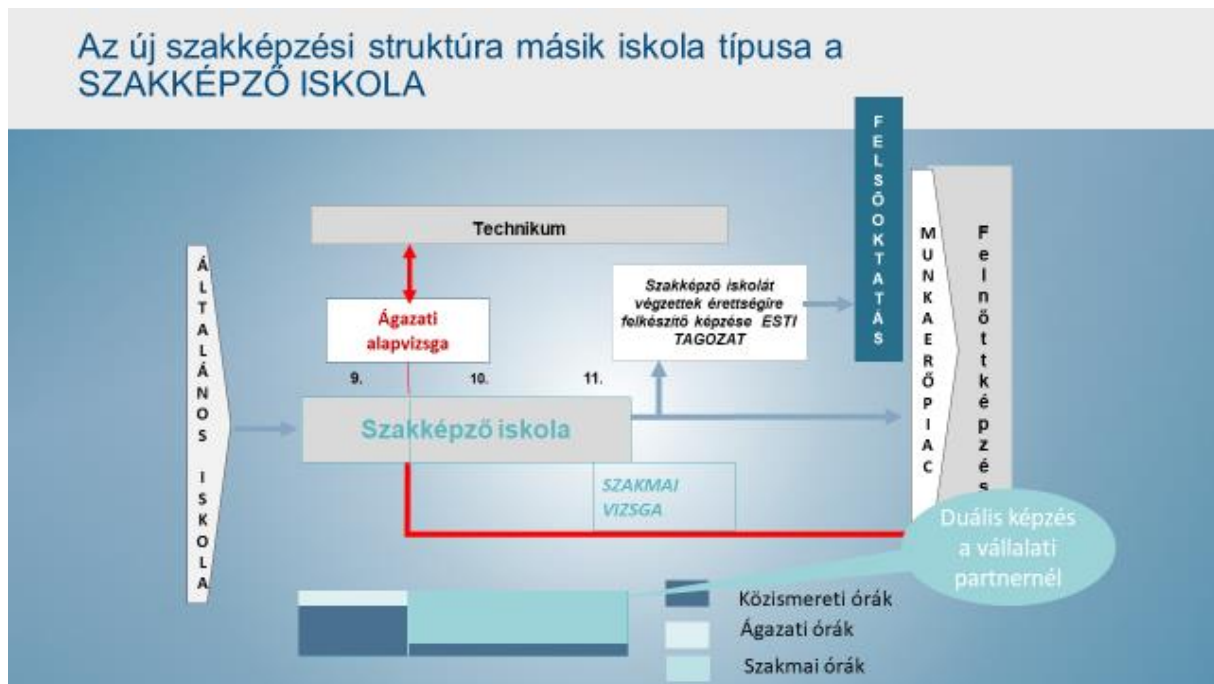 Az új szakképzési struktúra másik iskola típusa a
SZAKKÉPZŐ ISKOLA
ÁLTALÁNOS ISKOLA
Technikum
Ágazati
alapvizsga
9.
10.
11.
Szakképző iskola
SZAKMAI
VIZSGA
Szakképző iskolát
végzettek érettségire
felkészítő képzése ESTI
TAGOZAT
FELSŐOKTATÁS
MUNKAERŐPIAC
Felnőttképzés
Duális képzés
a vállalati
partnernél
Közismereti órák
Ágazati órák
Szakmai órák